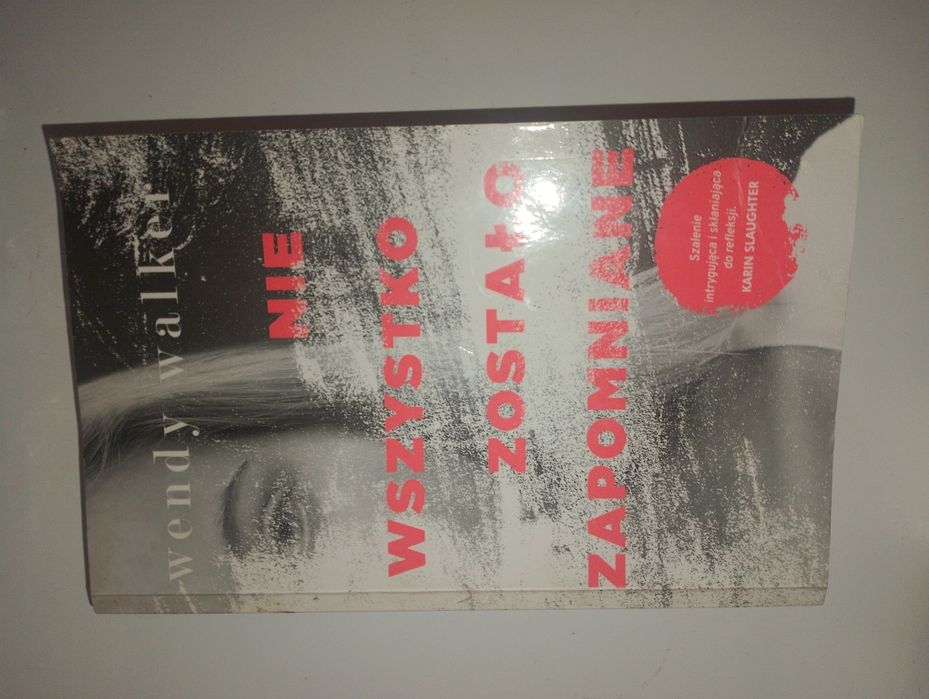 wendy walker
NIE
WSZYSTKO
ZOSTAŁO
ZAPOMNIANE
Szalenie
intrygująca i skłaniająca
do refleksji.
KARIN SLAUGHTER